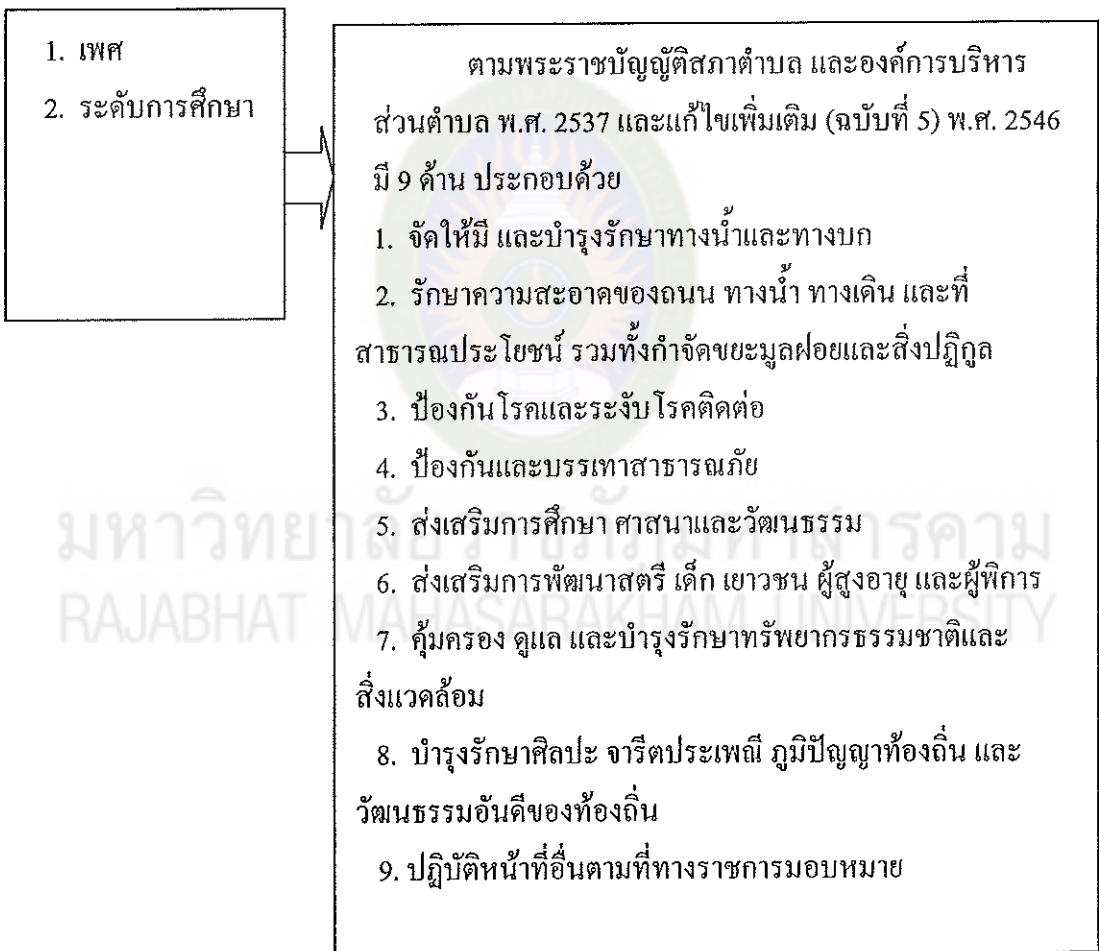 1. เพศ
2. ระดับการศึกษา
ตามพระราชบัญญัติสภาตำบล และองค์การบริหาร
ส่วนตำบล พ.ศ. 2537 และแก้ไขเพิ่มเติม (ฉบับที่ 5) พ.ศ. 2546
มี 9 ด้าน ประกอบด้วย
1. จัดให้มี และบำรุงรักษาทางน้ำและทางบก
2. รักษาความสะอาดของถนน ทางน้ำ ทางเดิน และที่
สาธารณประโยชน์ รวมทั้งกำจัดขยะมูลฝอยและสิ่งปฏิกูล
3. ป้องกันโรคและระงับโรคติดต่อ
4. ป้องกันและบรรเทาสาธารณภัย
5. ส่งเสริมการศึกษา ศาสนาและวัฒนธรรม
6. ส่งเสริมการพัฒนาสตรี เด็ก เยาวชน ผู้สูงอายุ และผู้พิการ
7. คุ้มครอง ดูแล และบำรุงรักษาทรัพยากรธรรมชาติและ
สิ่งแวดล้อม
8. บำรุงรักษาศิลปะ จารีตประเพณี ภูมิปัญญาท้องถิ่น และ
วัฒนธรรมอันดีของท้องถิ่น
9. ปฏิบัติหน้าที่อื่นตามที่ทางราชการมอบหมาย
มหาวิทยาลัยราชภัฏมหาสารคาม
RAJABHAT MAHASARAKHAM UNIVERSITY